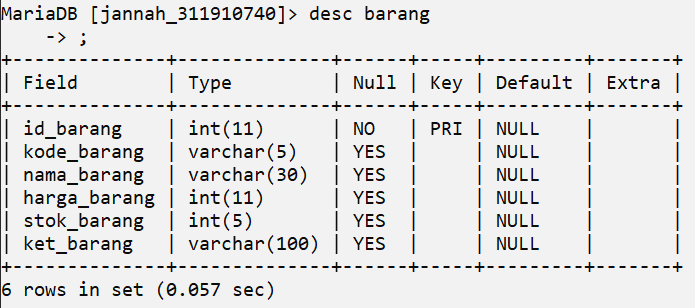 MariaDB [jannah_311910740]> desc barang
    -> ;
+--------------+--------------+------+-----+---------+-------+
| Field        | Type         | Null | Key | Default | Extra |
+--------------+--------------+------+-----+---------+-------+
| id_barang    | int(11)      | NO   | PRI | NULL    |       |
| kode_barang  | varchar(5)   | YES  |     | NULL    |       |
| nama_barang  | varchar(30)  | YES  |     | NULL    |       |
| harga_barang | int(11)      | YES  |     | NULL    |       |
| stok_barang  | int(5)       | YES  |     | NULL    |       |
| ket_barang   | varchar(100) | YES  |     | NULL    |       |
+--------------+--------------+------+-----+---------+-------+
6 rows in set (0.057 sec)